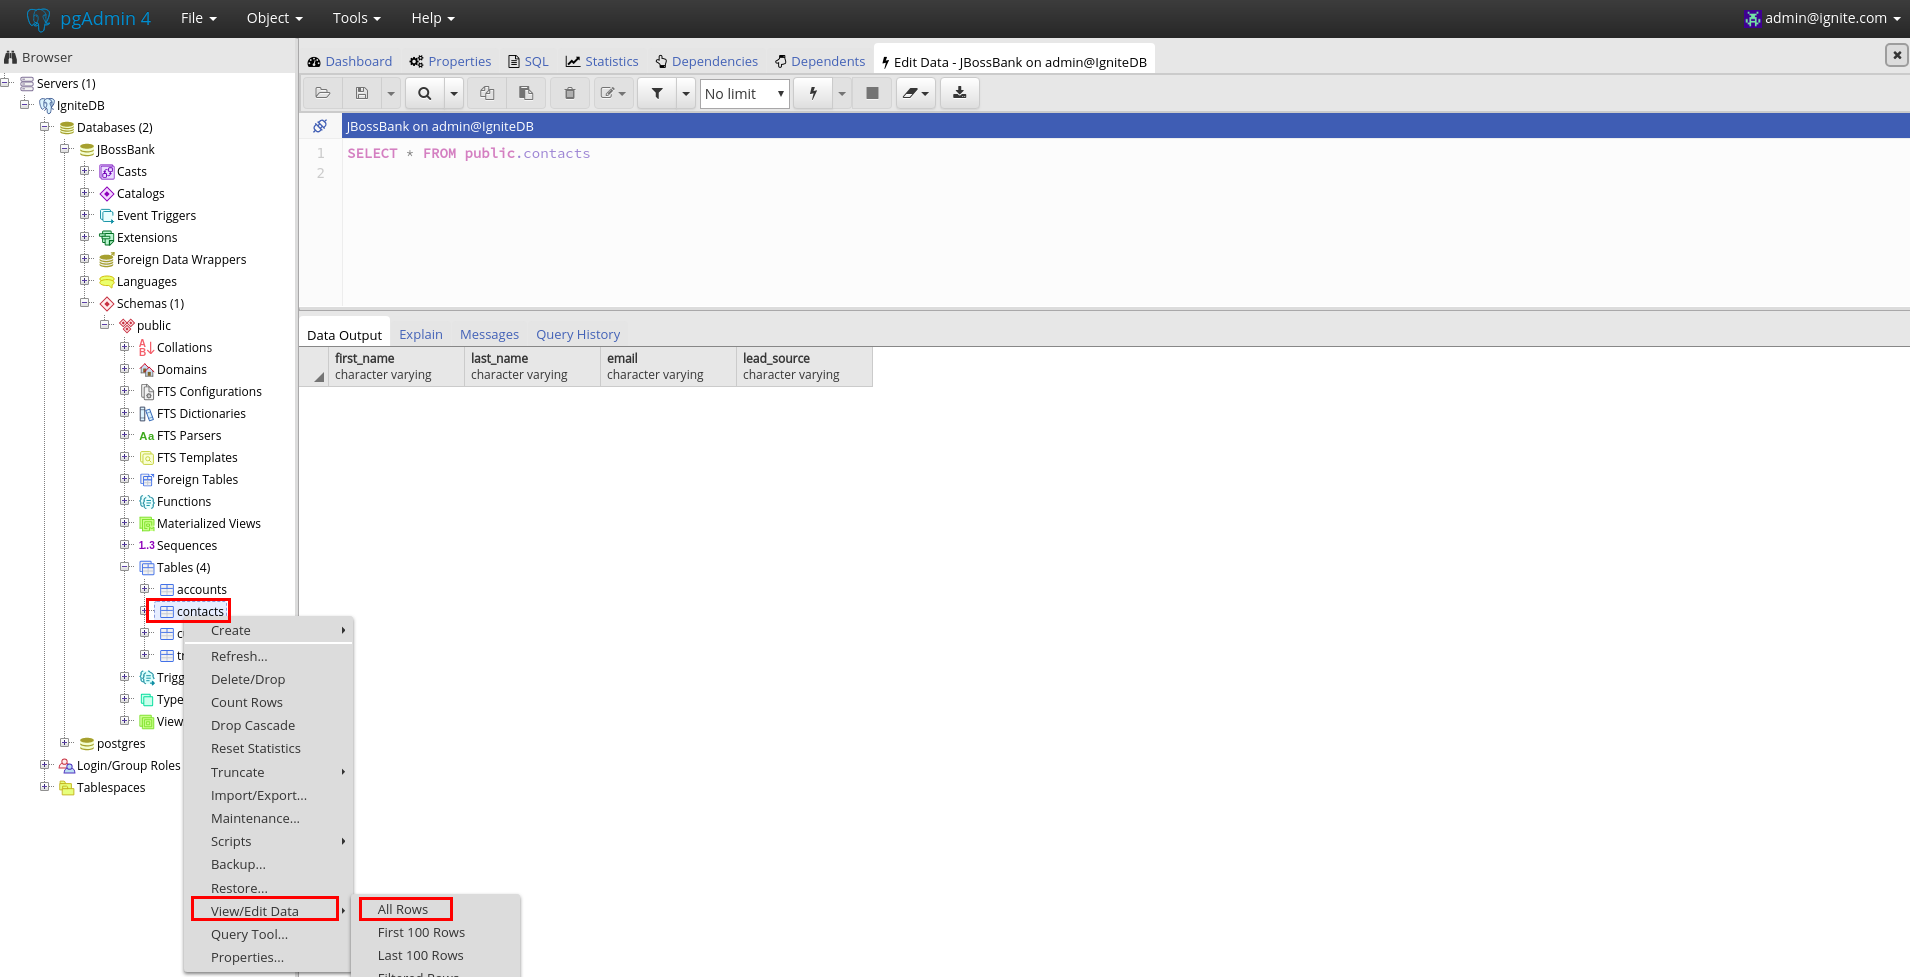 pgAdmin 4 File Object Tools Help admin@ignite.com
Browser
Servers (1)
IgniteDB
Databases (2)
JBossBank
Casts
Catalogs
Event Triggers
Extensions
Foreign Data Wrappers
Languages
Schemas (1)
public
Collations
Domains
FTS Configurations
FTS Dictionaries
Aa FTS Parsers
FTS Templates
Foreign Tables
Functions
Materialized Views
1..3 Sequences
Tables (4)
accounts
contacts
Login/Group Roles
postgres
Tablespaces
Create
Refresh...
Delete/Drop
Count Rows
Drop Cascade
Reset Statistics
Truncate
Import/Export...
Maintenance...
Scripts
Backup...
Restore...
View/Edit Data
Query Tool...
Properties...
All Rows
First 100 Rows
Last 100 Rows
Filtered Rows
Dashboard Properties SQL Statistics Dependencies Dependents Edit Data - JBossBank on admin@IgniteDB
No limit
JBossBank on admin@IgniteDB
1 SELECT * FROM public.contacts
2
Data Output Explain Messages Query History
first_name last_name email lead_source
character varying character varying character varying character varying